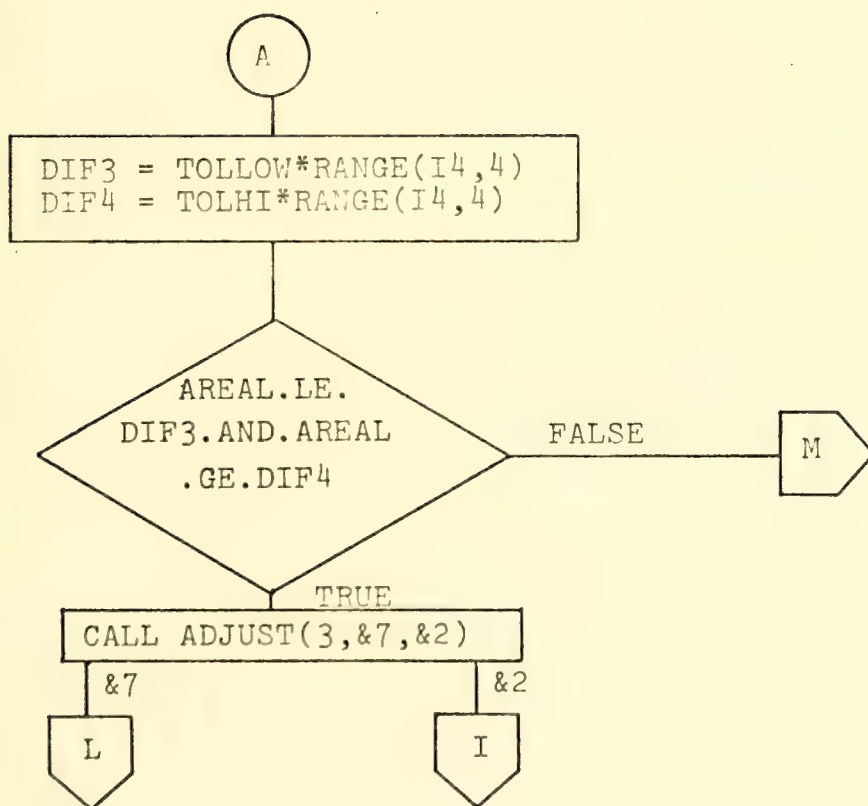 A
DIF3 = TOLLOW*RANGE(I4,4)
DIF4 = TOLHI*RANGE(I4,4)
AREAL.LE.
DIF3.AND.AREAL
.GE.DIF4
FALSE
M
TRUE
CALL ADJUST(3,&7,&2)
&7
&2
L
I